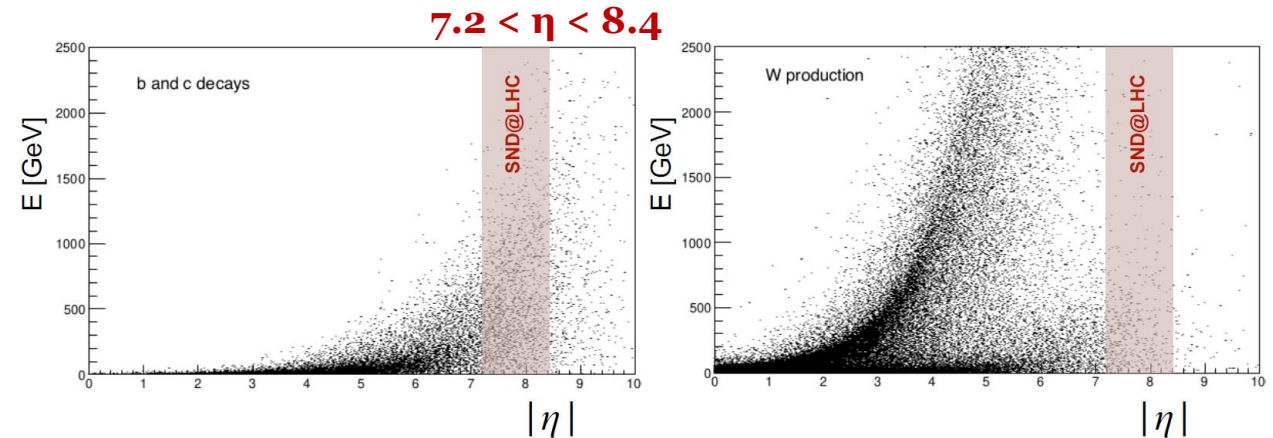 7.2 < η < 8.4
2500
2000
1500
1000
500
0
E [GeV]
b and c decays
SND@LHC
0 1 2 3 4 5 6 7 8 9 10
|η|
2500
2000
1500
1000
500
0
E [GeV]
W production
SND@LHC
0 1 2 3 4 5 6 7 8 9 10
|η|